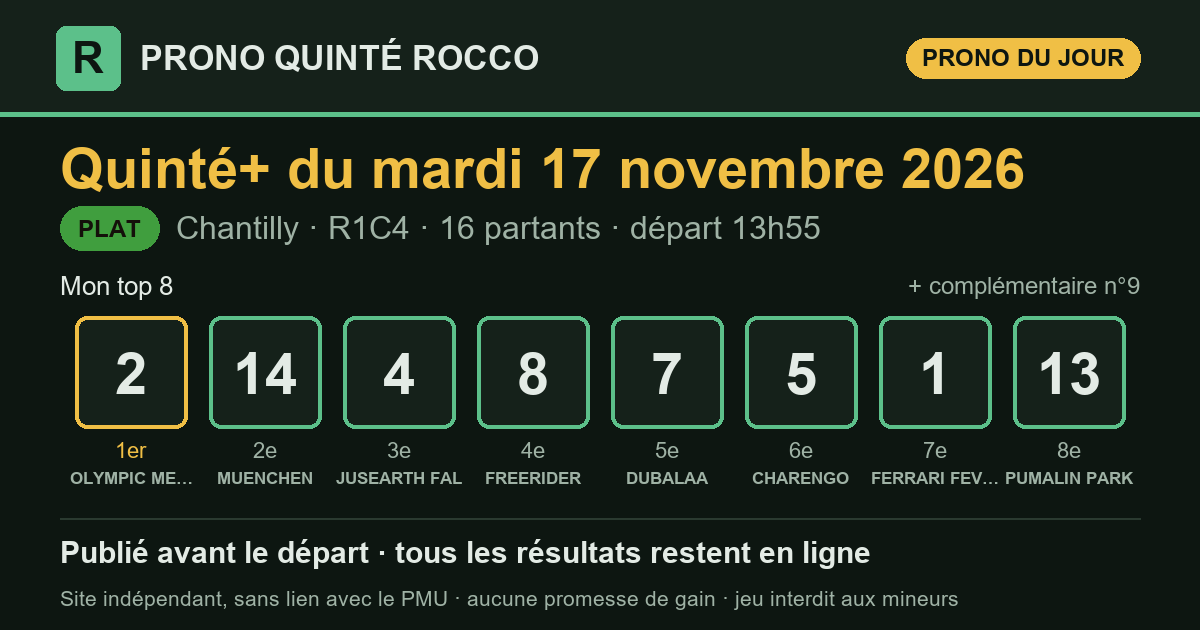 R PRONO QUINTÉ ROCCO PRONO DU JOUR
Quinté+ du mardi 17 novembre 2026
PLAT Chantilly · R1C4 · 16 partants · départ 13h55
Mon top 8 + complémentaire n°9
2 14 4 8 7 5 1 13
1er 2e 3e 4e 5e 6e 7e 8e
OLYMPIC ME... MUENCHEN JUSEARTH FAL FREERIDER DUBALAA CHARENGO FERRARI FEV... PUMALIN PARK
Publié avant le départ · tous les résultats restent en ligne
Site indépendant, sans lien avec le PMU · aucune promesse de gain · jeu interdit aux mineurs